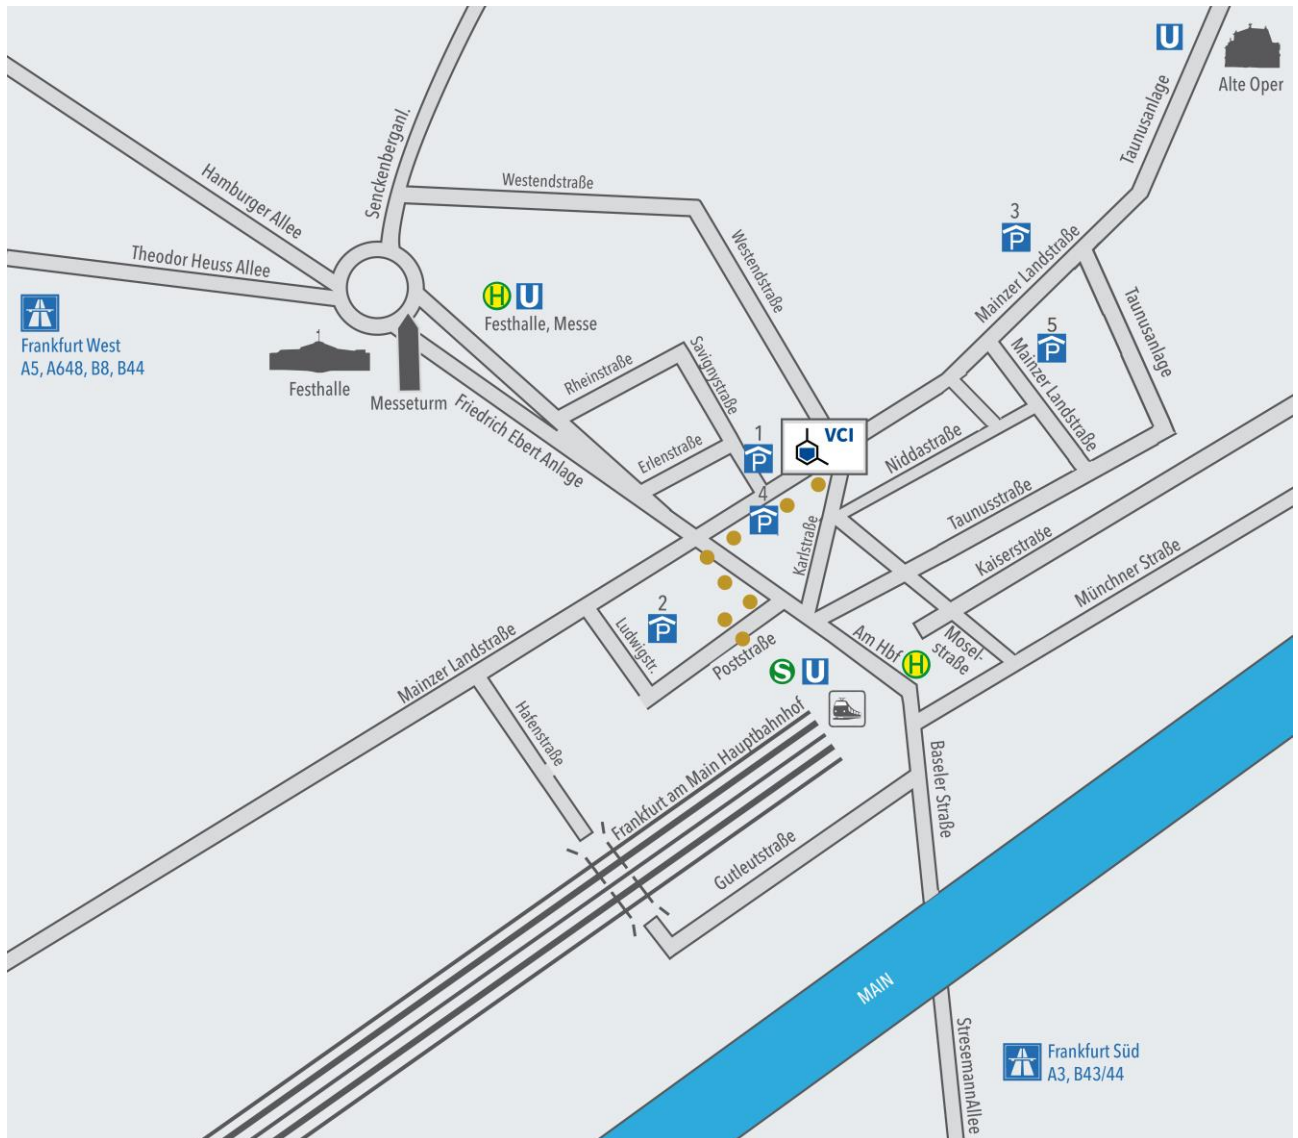 U
Alte Oper
Taunusanlage
Senckenberganl.
Hamburger Allee
Westendstraße
Theodor Heuss Allee
Westendstraße
3
P
Mainzer Landstraße
H U
Festhalle, Messe
Frankfurt West
A5, A648, B8, B44
Festhalle
Messeturm
Friedrich Ebert Anlage
Rheinstraße
Savignystraße
5
P
Mainzer Landstraße
Taunusanlage
Erlenstraße
1
P
VCI
Niddastraße
4
P
Karlstraße
Taunusstraße
Kaiserstraße
Münchner Straße
2
P
Ludwigstr.
Poststraße
Am Hbf
H
Mosel-
straße
S U
Mainzer Landstraße
Hafenstraße
Frankfurt am Main Hauptbahnhof
Baseler Straße
Gutleutstraße
MAIN
StresemannAllee
Frankfurt Süd
A3, B43/44